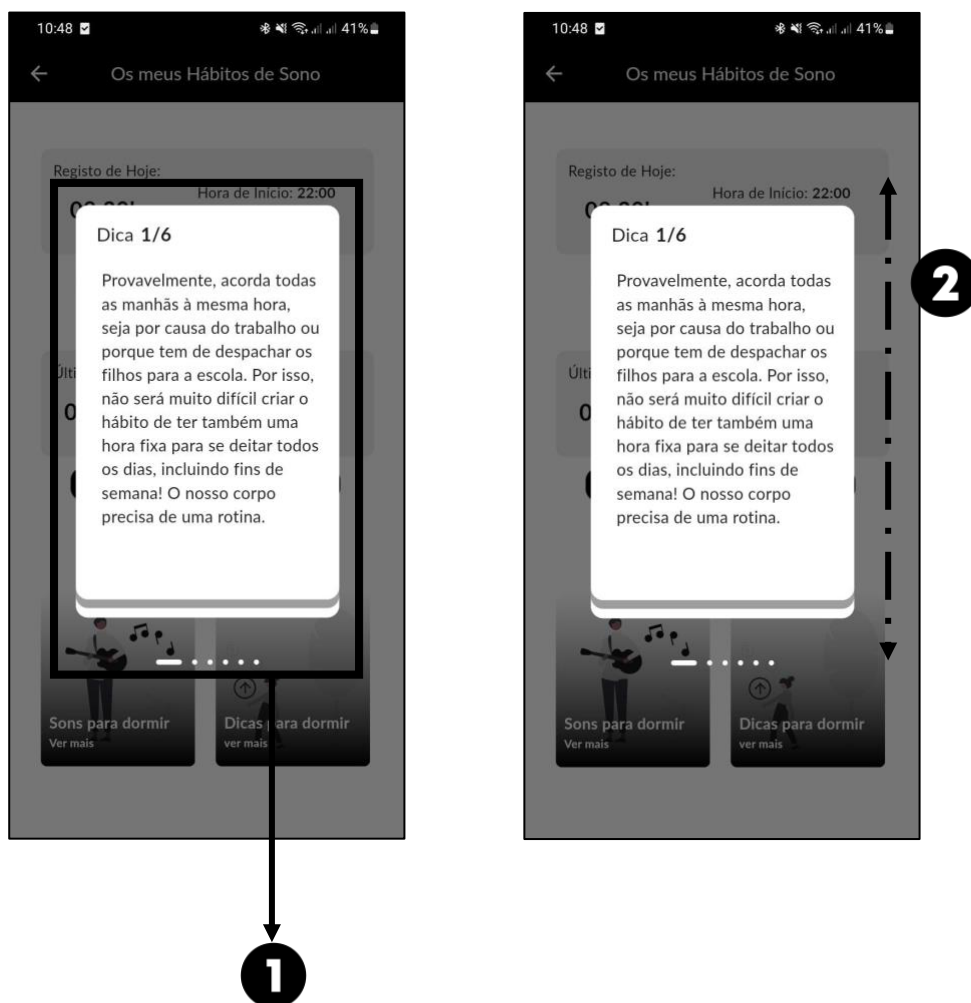 10:48
41%
Os meus Hábitos de Sono
Registo de Hoje:
Hora de Início: 22:00
Dica 1/6
Provavelmente, acorda todas
as manhãs à mesma hora,
seja por causa do trabalho ou
porque tem de despachar os
filhos para a escola. Por isso,
não será muito difícil criar o
hábito de ter também uma
hora fixa para se deitar todos
os dias, incluindo fins de
semana! O nosso corpo
precisa de uma rotina.
Sons para dormir
Ver mais
Dicas para dormir
ver mais
1
10:48
41%
Os meus Hábitos de Sono
Registo de Hoje:
Hora de Início: 22:00
Dica 1/6
Provavelmente, acorda todas
as manhãs à mesma hora,
seja por causa do trabalho ou
porque tem de despachar os
filhos para a escola. Por isso,
não será muito difícil criar o
hábito de ter também uma
hora fixa para se deitar todos
os dias, incluindo fins de
semana! O nosso corpo
precisa de uma rotina.
Sons para dormir
Ver mais
Dicas para dormir
ver mais
2